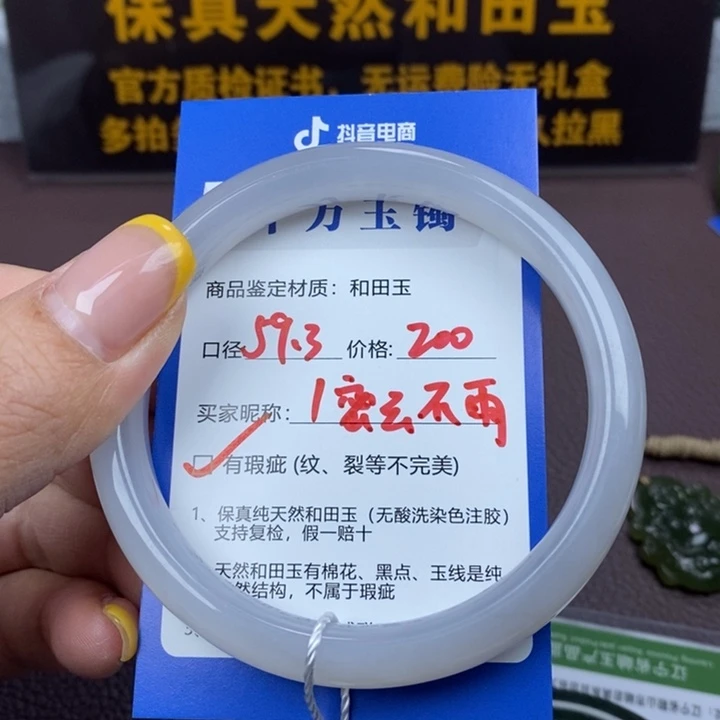 保真天然和田玉
官方质检证书，无运费险无礼盒
多拍
拉黑
抖音电商
万玉镯
商品鉴定材质：和田玉
口径 59.3 价格: 200
买家昵称: 1密云不雨
有瑕疵 (纹、裂等不完美)
1、保真纯天然和田玉（无酸洗染色注胶）
支持复检，假一赔十
天然和田玉有棉花、黑点、玉线是纯
然结构，不属于瑕疵